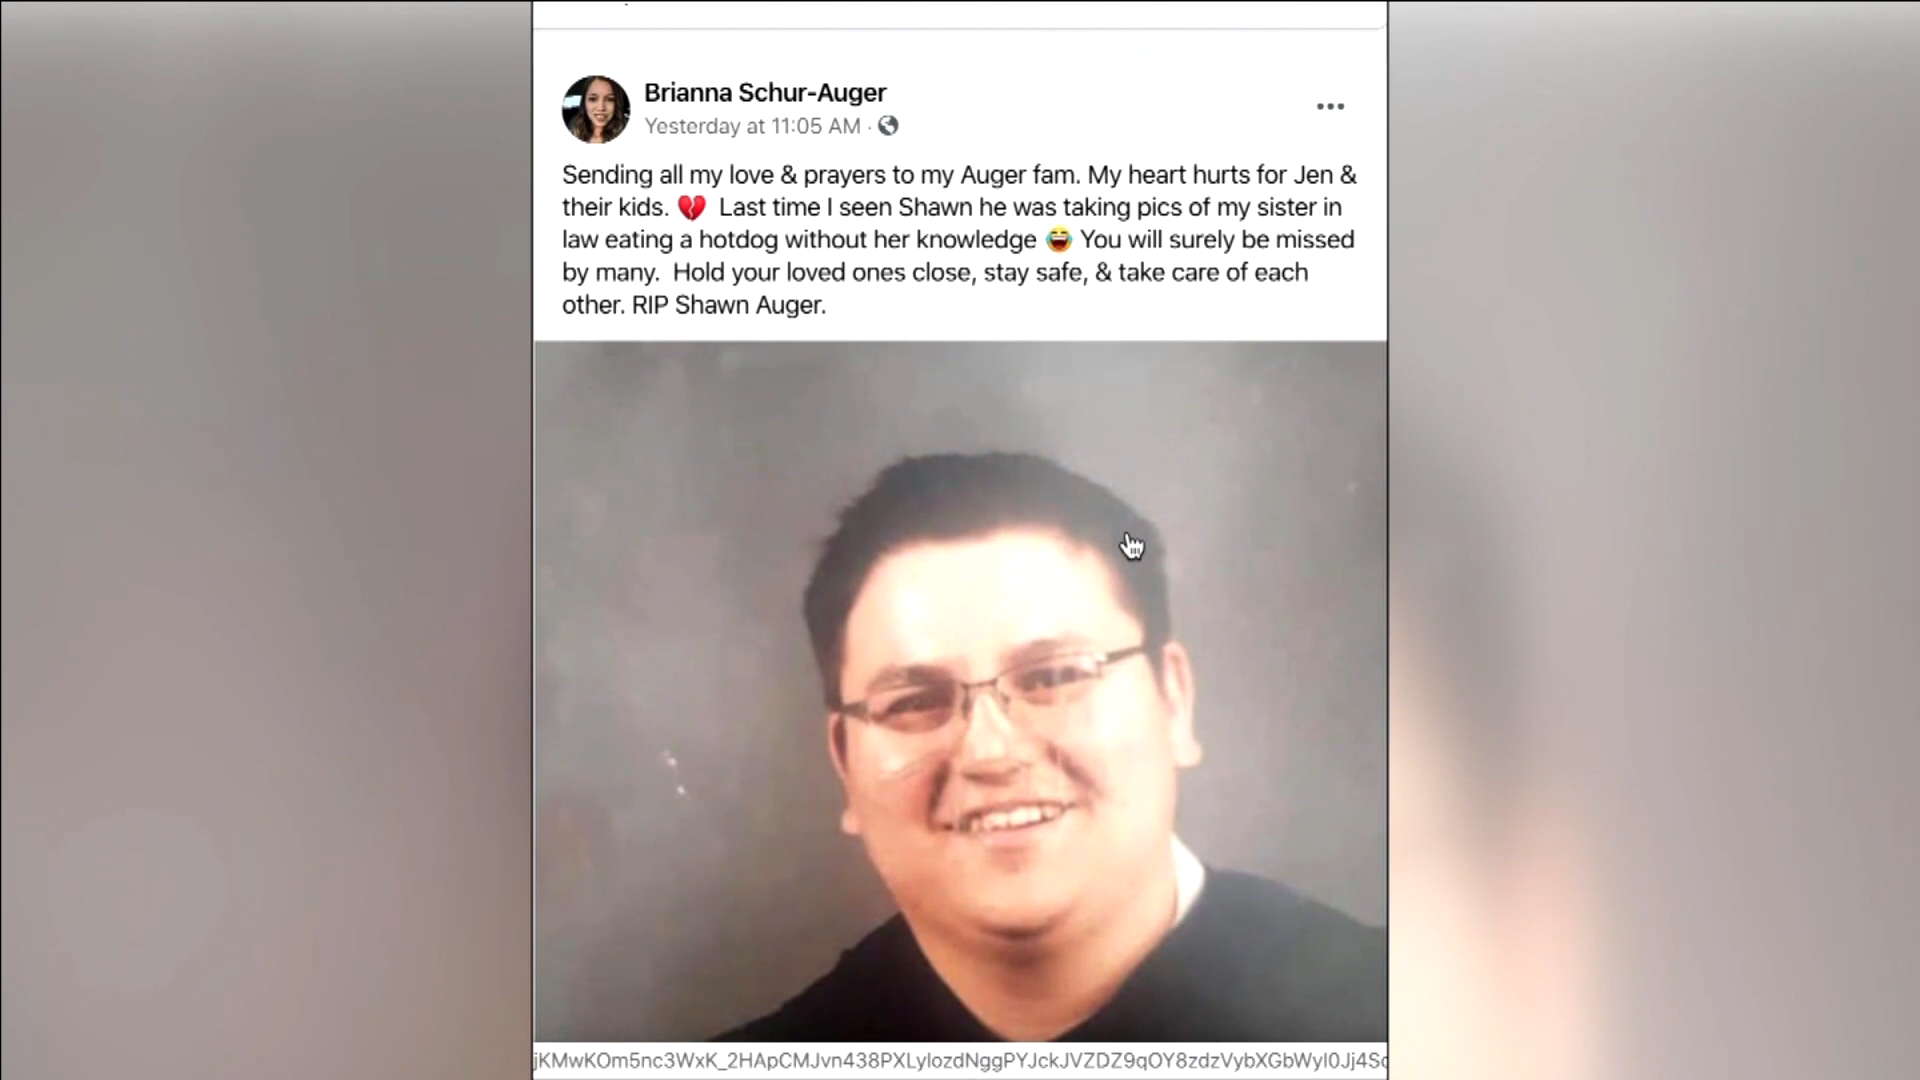 Brianna Schur-Auger
Yesterday at 11:05 AM ·
Sending all my love & prayers to my Auger fam. My heart hurts for Jen &
their kids. 💔 Last time I seen Shawn he was taking pics of my sister in
law eating a hotdog without her knowledge 😂 You will surely be missed
by many. Hold your loved ones close, stay safe, & take care of each
other. RIP Shawn Auger.